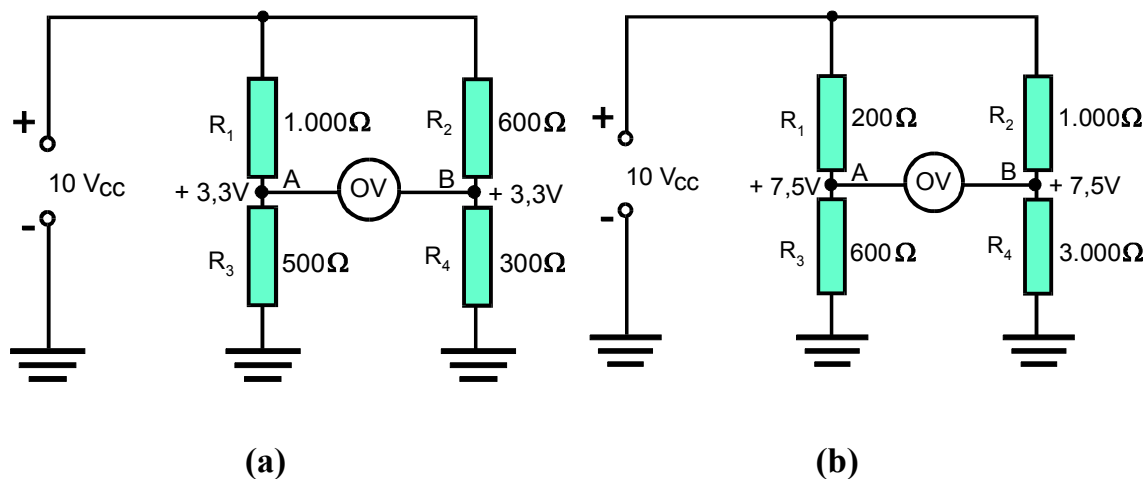 +
-
10 VCC
R1
1.000Ω
R2
600Ω
+ 3,3V
A
OV
B
+ 3,3V
R3
500Ω
R4
300Ω
(a)
+
-
10 VCC
R1
200Ω
R2
1.000Ω
+ 7,5V
A
OV
B
+ 7,5V
R3
600Ω
R4
3.000Ω
(b)